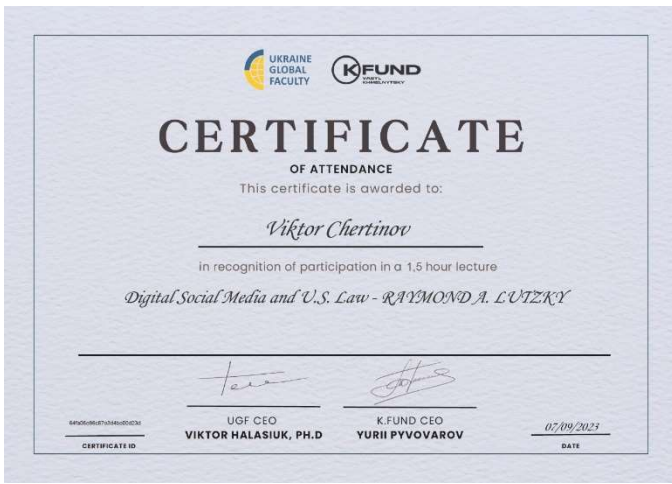 UKRAINE
GLOBAL
FACULTY
K.FUND
VASYL
KHMELNYTSKY
CERTIFICATE
OF ATTENDANCE
This certificate is awarded to:
Viktor Chertinov
in recognition of participation in a 1,5 hour lecture
Digital Social Media and U.S. Law - RAYMOND A. LUTZKY
UGF CEO
VIKTOR HALASIUK, PH.D
K.FUND CEO
YURII PYVOVAROV
07/09/2023
CERTIFICATE ID
DATE